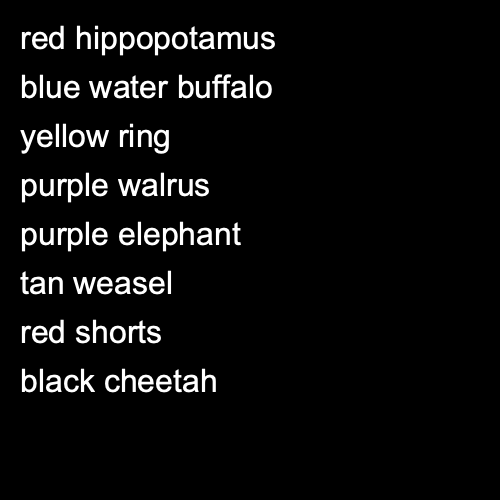 red hippopotamus
blue water buffalo
yellow ring
purple walrus
purple elephant
tan weasel
red shorts
black cheetah